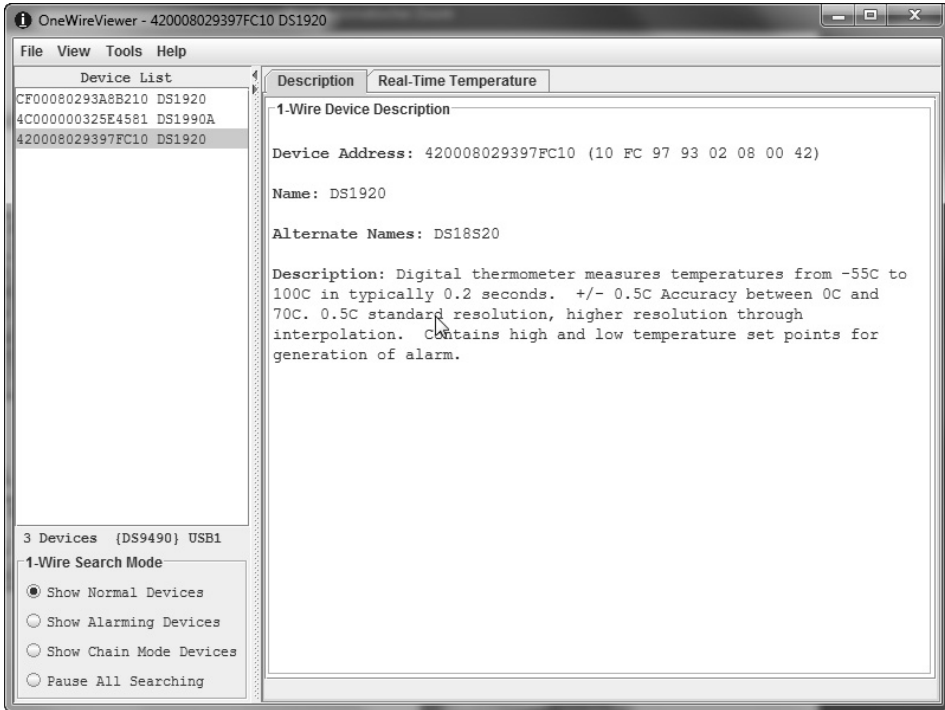 OneWireViewer - 420008029397FC10 DS1920
File View Tools Help
Device List
CF00080293A8B210 DS1920
4C000000325E4581 DS1990A
420008029397FC10 DS1920
3 Devices {DS9490} USB1
1-Wire Search Mode
Show Normal Devices
Show Alarming Devices
Show Chain Mode Devices
Pause All Searching
Description Real-Time Temperature
1-Wire Device Description
Device Address: 420008029397FC10 (10 FC 97 93 02 08 00 42)
Name: DS1920
Alternate Names: DS18S20
Description: Digital thermometer measures temperatures from -55C to
100C in typically 0.2 seconds. +/- 0.5C Accuracy between 0C and
70C. 0.5C standard resolution, higher resolution through
interpolation. Contains high and low temperature set points for
generation of alarm.